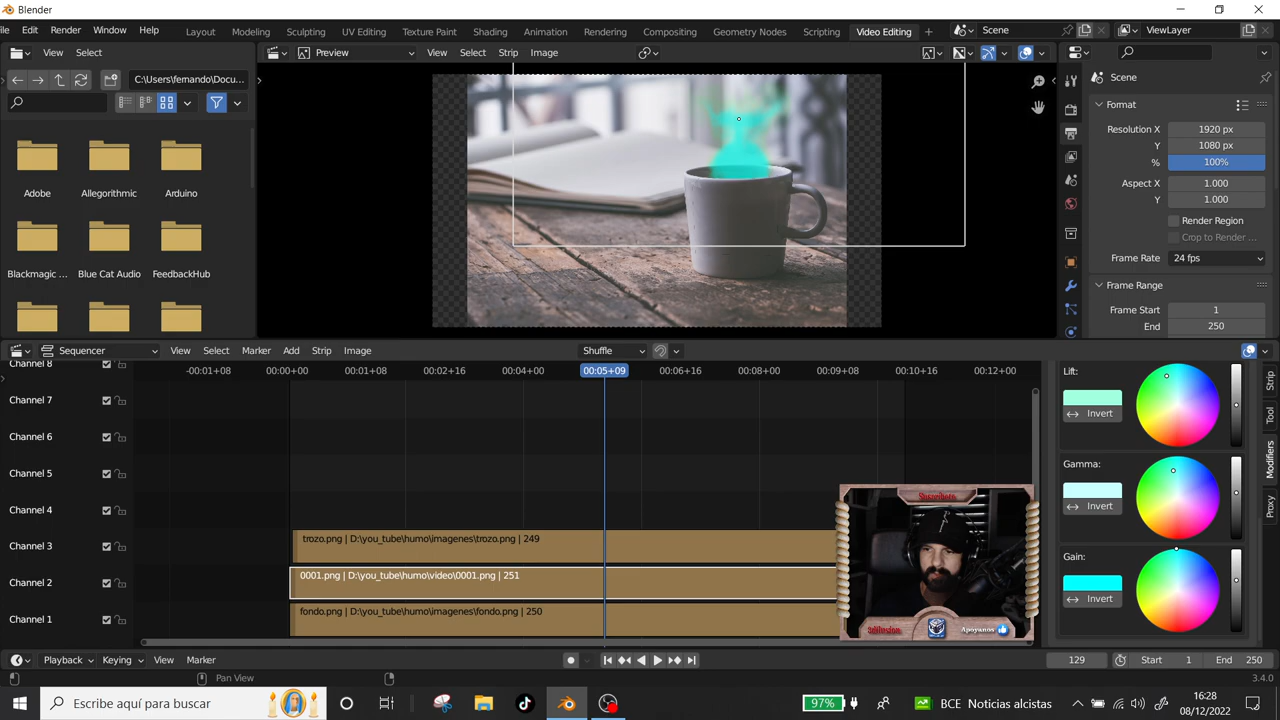 Blender
ile Edit Render Window Help Layout Modeling Sculpting UV Editing Texture Paint Shading Animation Rendering Compositing Geometry Nodes Scripting Video Editing Scene ViewLayer
View Select Preview View Select Strip Image
C:\Users\femando\Docu... Scene
Format
Adobe Allegorithmic Arduino
Resolution X 1920 px
Y 1080 px
% 100%
Aspect X 1.000
Y 1.000
Render Region
Crop to Render ...
Blackmagic ... Blue Cat Audio FeedbackHub
Frame Rate 24 fps
Frame Range
Frame Start 1
End 250
Sequencer View Select Marker Add Strip Image Shuffle
-00:01+08 00:00+00 00:01+08 00:02+16 00:04+00 00:05+09 00:06+16 00:08+00 00:09+08 00:10+16 00:12+00
Channel 8
Channel 7
Channel 6
Channel 5
Channel 4
Channel 3 trozo.png | D:\you_tube\humo\imagenes\trozo.png | 249
Channel 2 0001.png | D:\you_tube\humo\video\0001.png | 251
Channel 1 fondo.png | D:\you_tube\humo\imagenes\fondo.png | 250
Lift:
Invert
Gamma:
Invert
Gain:
Invert
Strip
Tool
Modifiers
Proxy
Suscribete
3difusion Apoyanos
Playback Keying View Marker 129 Start 1 End 250
Pan View 3.4.0
Escribe aquí para buscar 97% BCE Noticias alcistas 16:28
08/12/2022